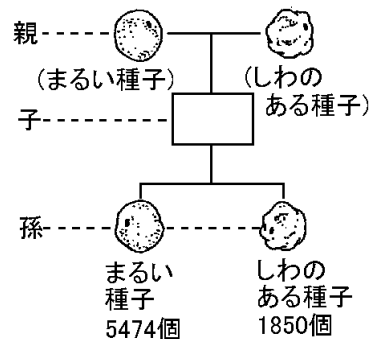 親
(まるい種子)
(しわの
ある種子)
子
孫
まるい
種子
5474個
しわの
ある種子
1850個